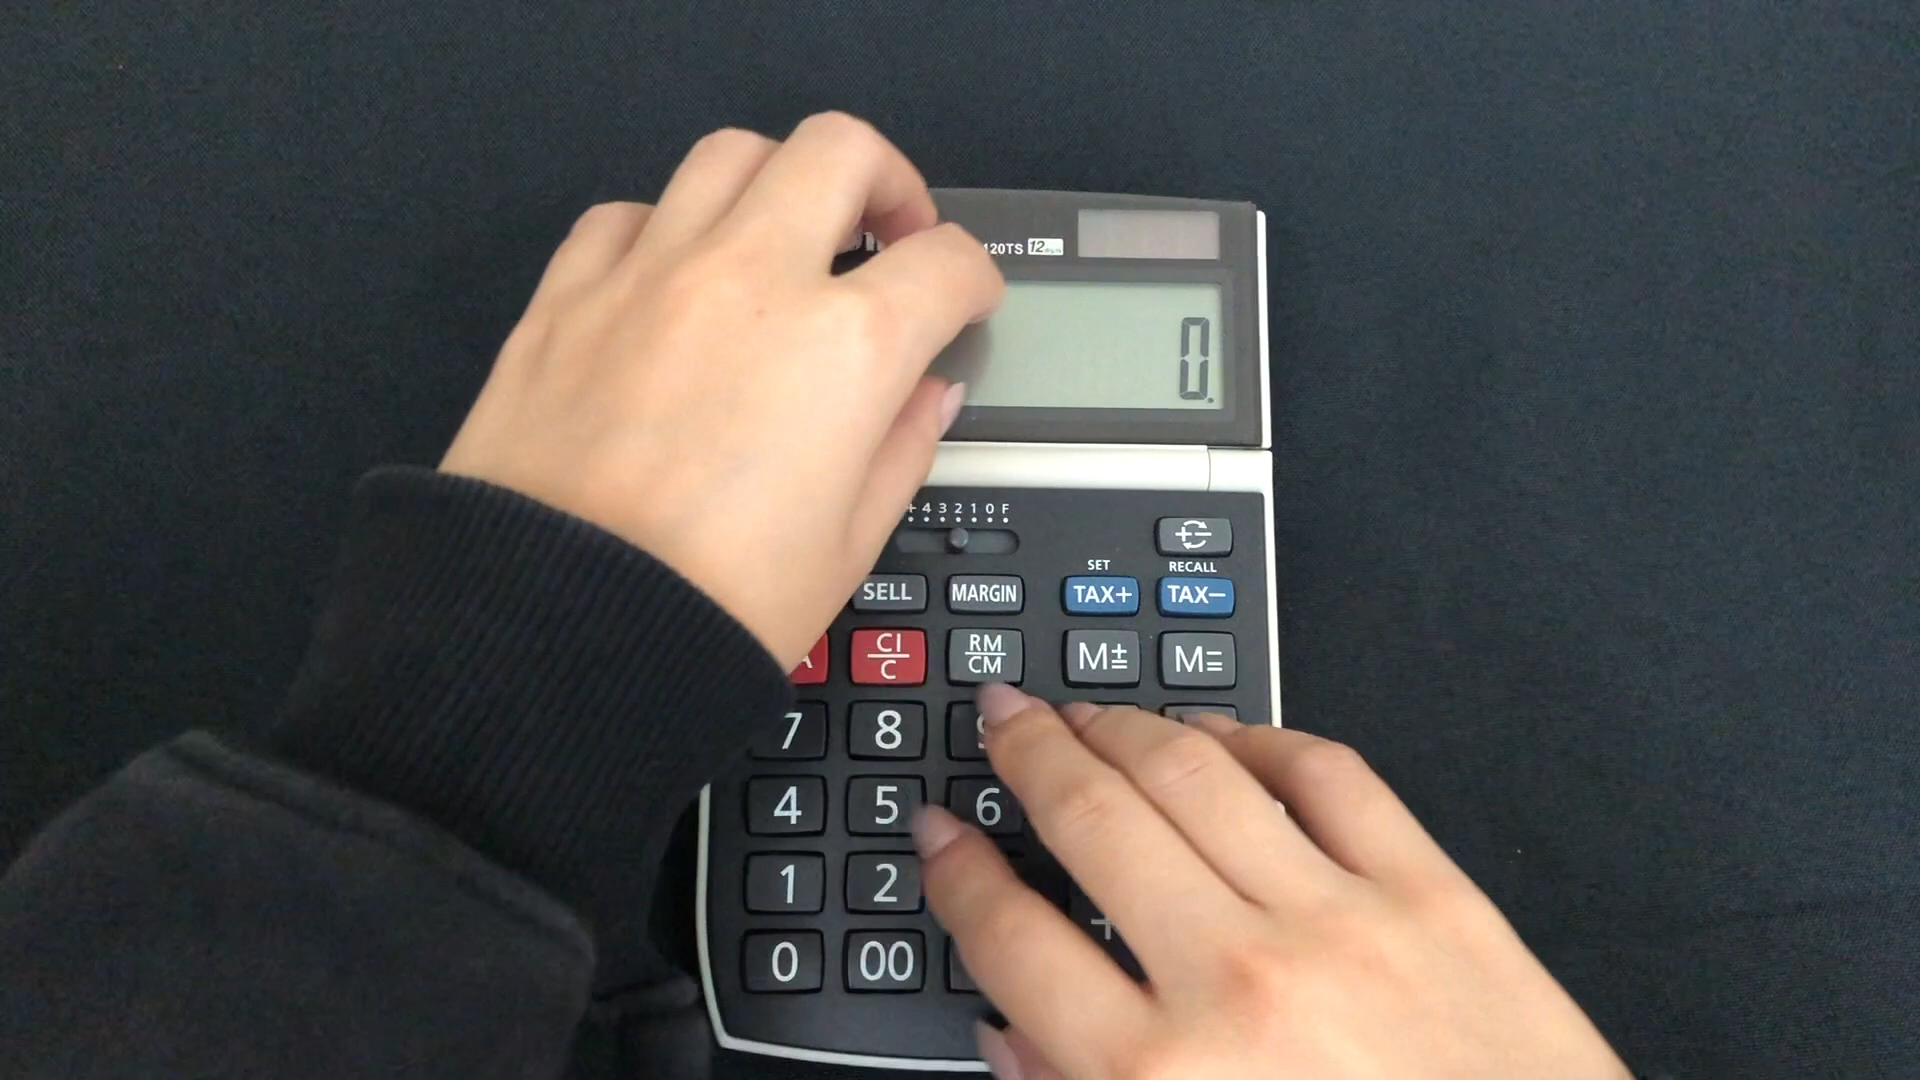 120TS 12
0.
4 3 2 1 0 F
SET RECALL
SELL MARGIN TAX+ TAX−
CI/C RM/CM M± M=
7 8
4 5 6
1 2
+
0 00